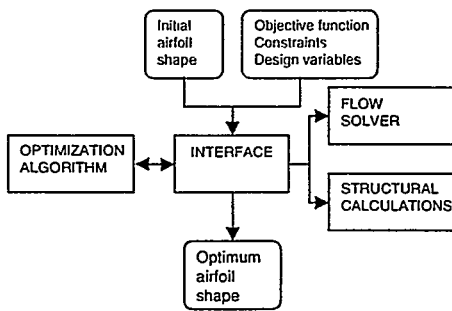 Initial
airfoil
shape
Objective function
Constraints
Design variables
FLOW
SOLVER
OPTIMIZATION
ALGORITHM
INTERFACE
STRUCTURAL
CALCULATIONS
Optimum
airfoil
shape